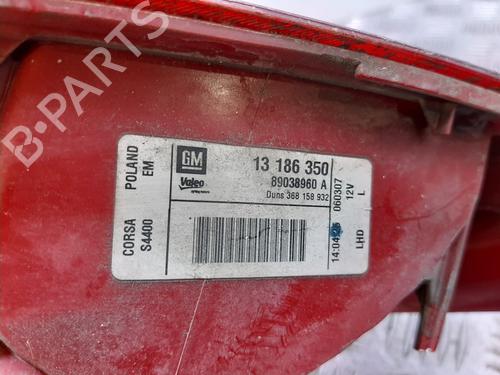 B-PARTS
CORSA POLAND
S4400 EM
GM
13 186 350
Valeo
89038960 A
Duns 368 158 932
060307 12V L
LHD